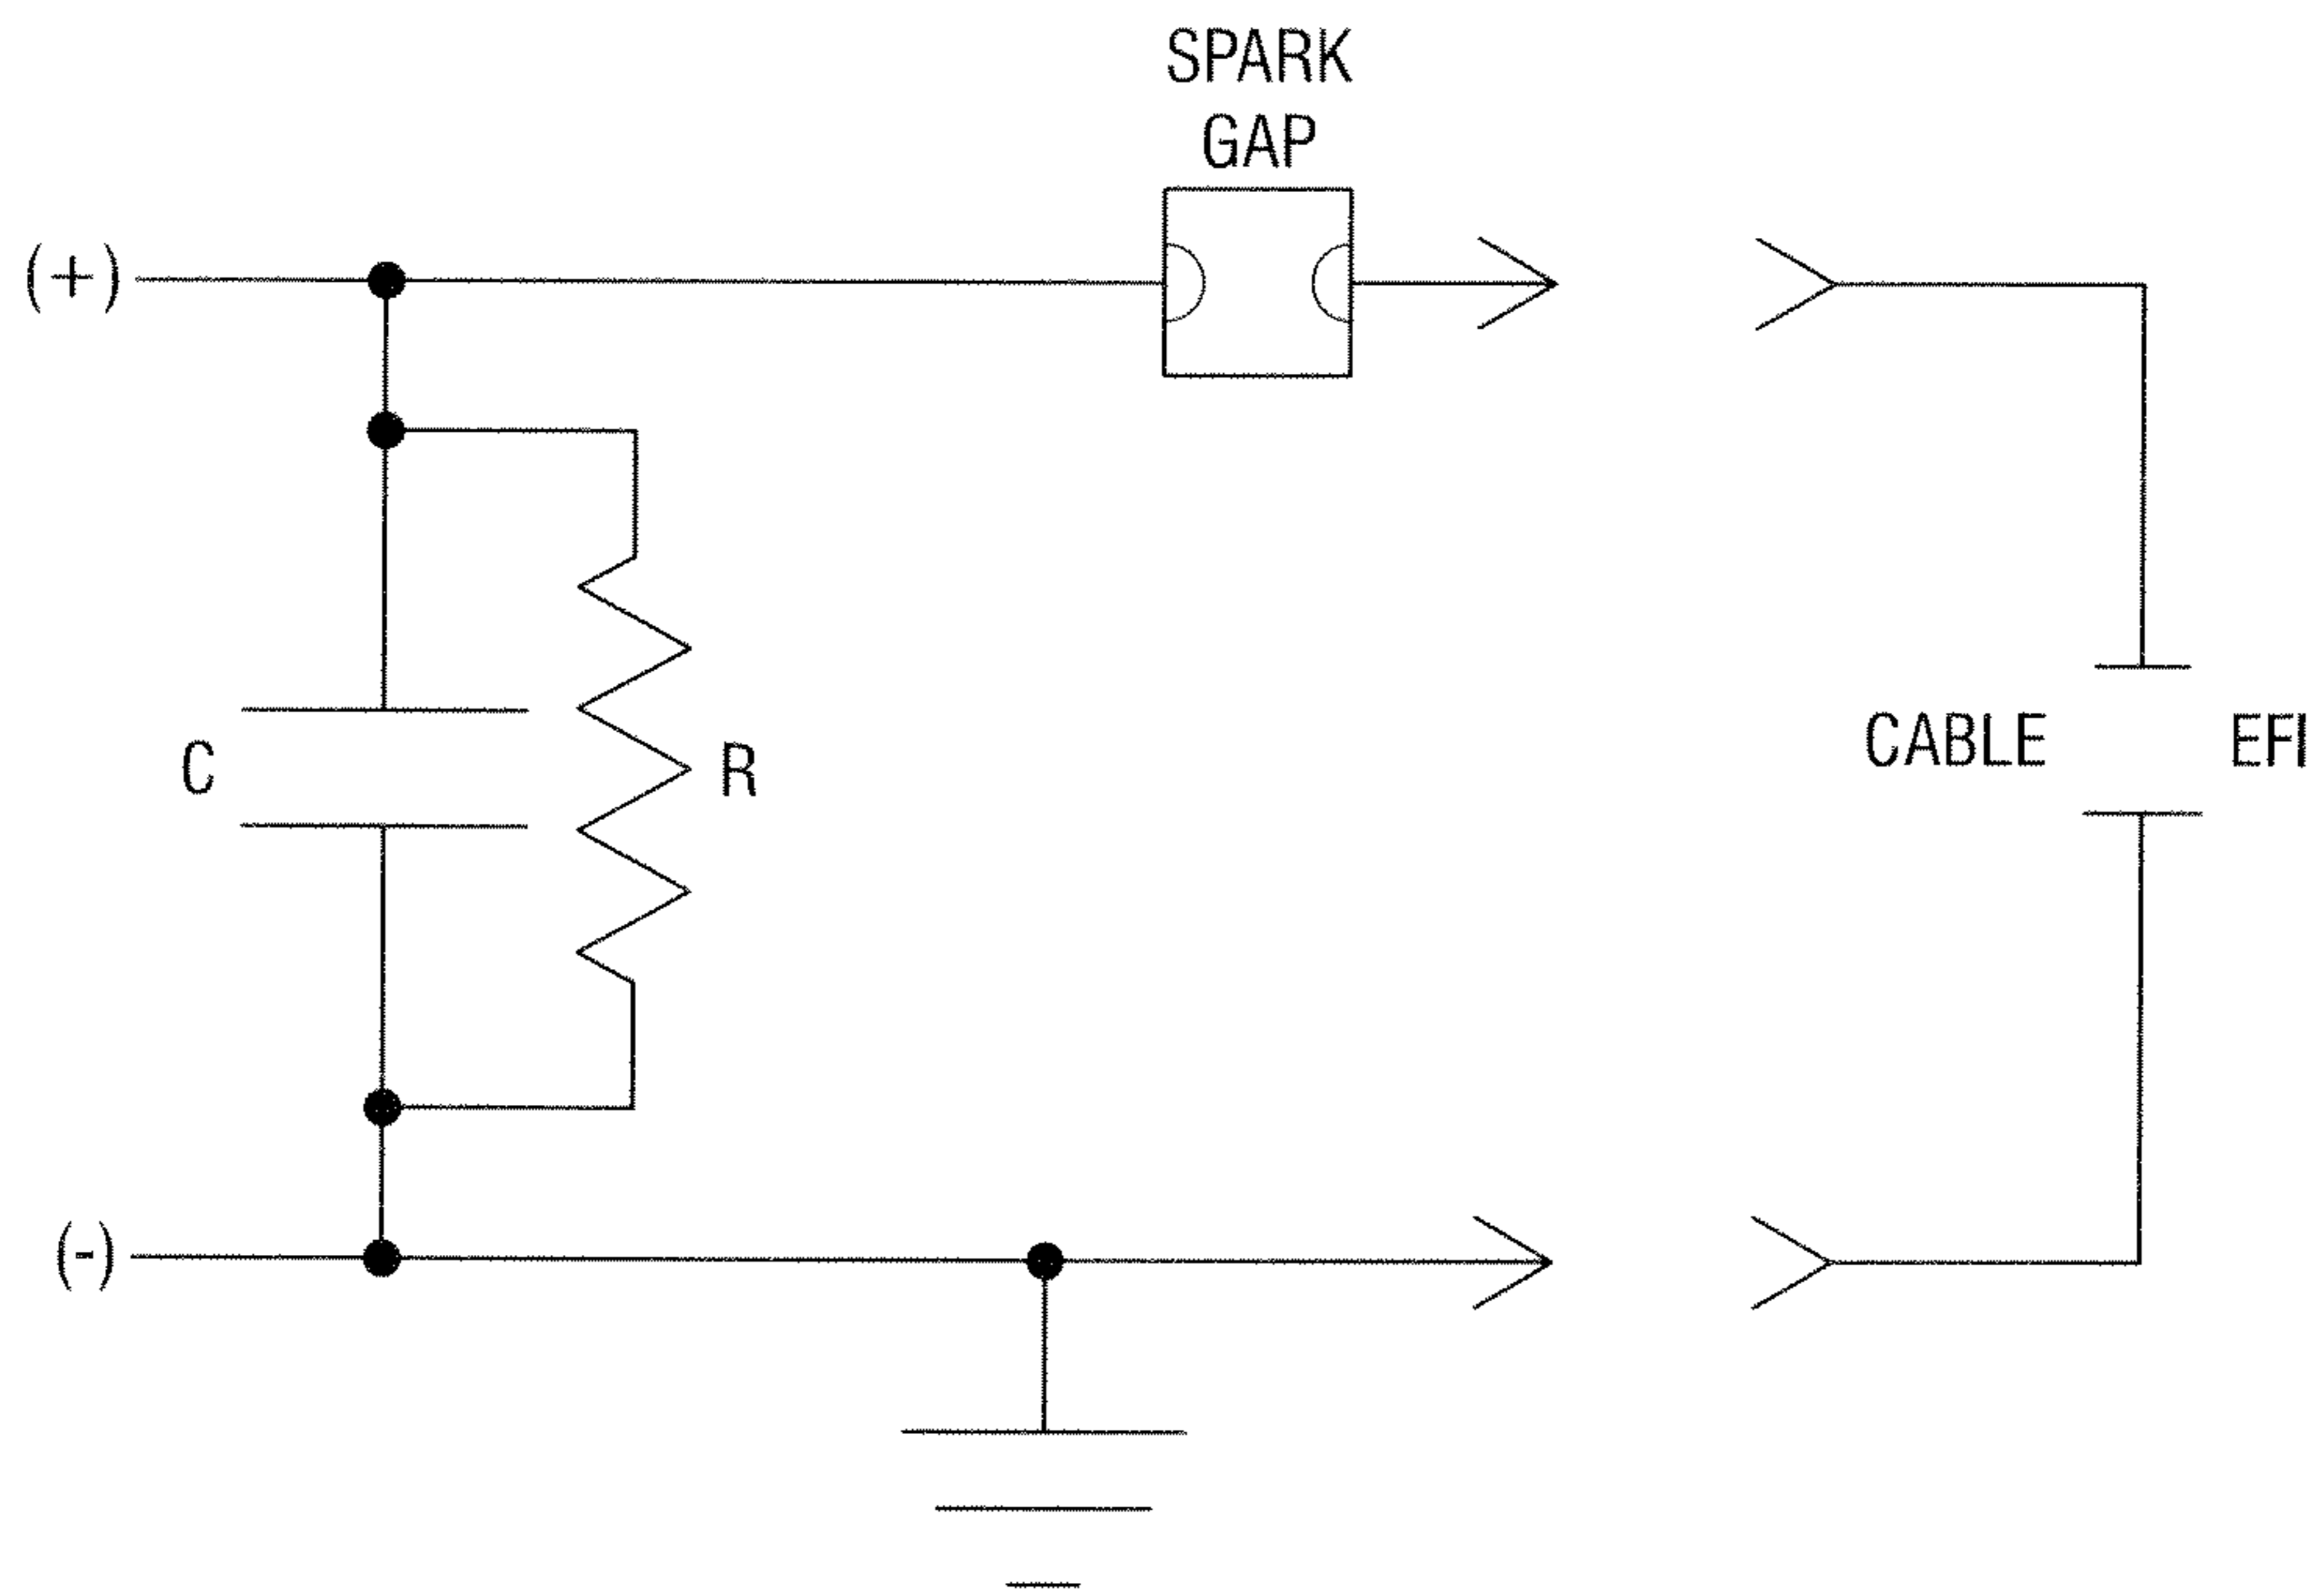 SPARK
GAP
(+)
C
R
CABLE
EFI
(-)